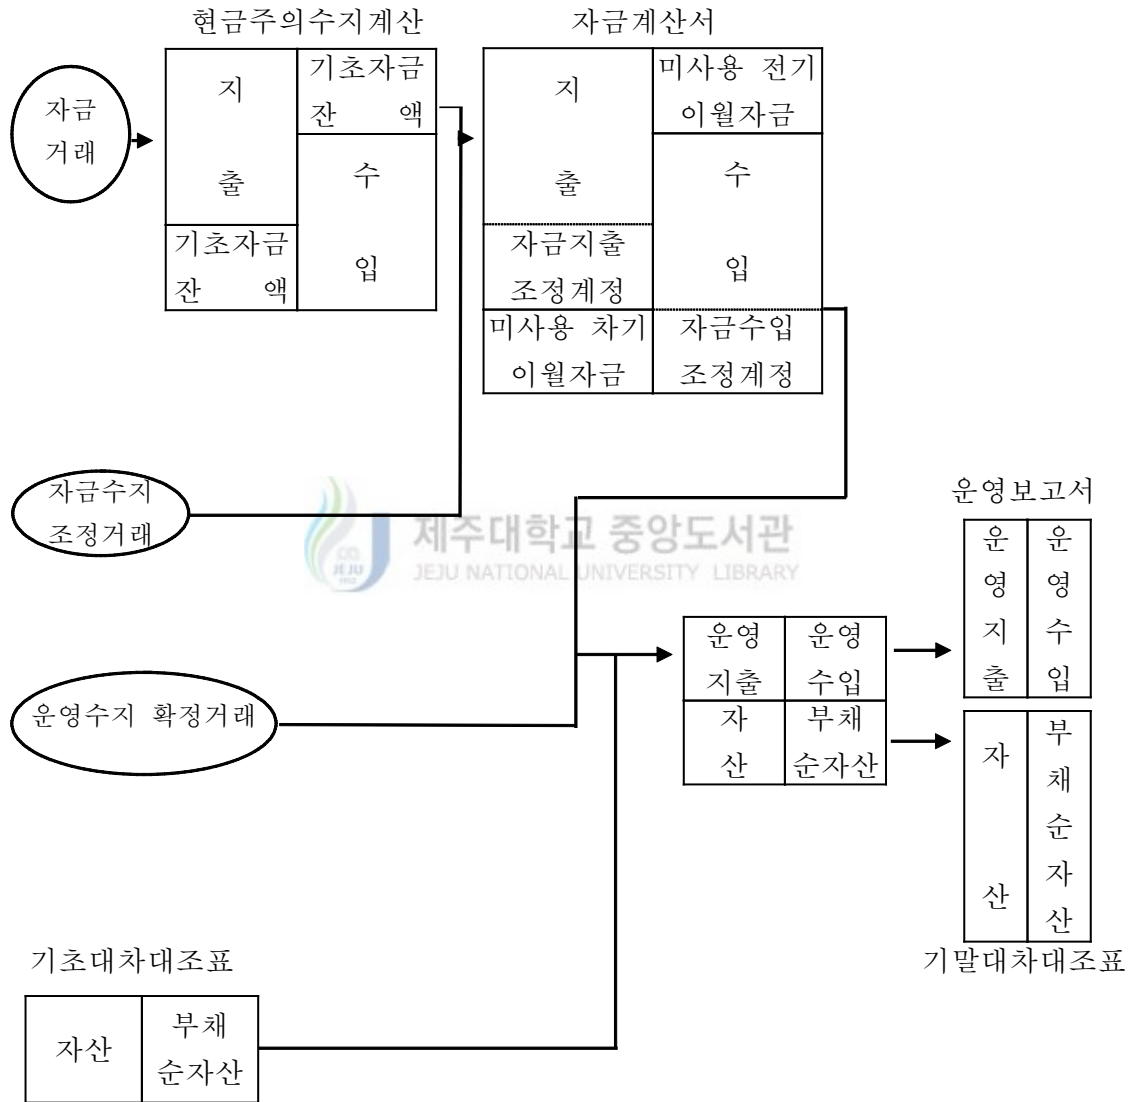 현금주의수지계산
자금계산서
자금
거래
지
출
기초자금
잔 액
기초자금
잔 액
수
입
지
출
자금지출
조정계정
미사용 차기
이월자금
미사용 전기
이월자금
수
입
자금수입
조정계정
자금수지
조정거래
제주대학교 중앙도서관
JEJU NATIONAL UNIVERSITY LIBRARY
JEJU
1952
운영수지 확정거래
운영
지출
운영
수입
자
산
부채
순자산
운영보고서
운
영
지
출
운
영
수
입
자
산
부
채
순
자
산
기말대차대조표
기초대차대조표
자산
부채
순자산